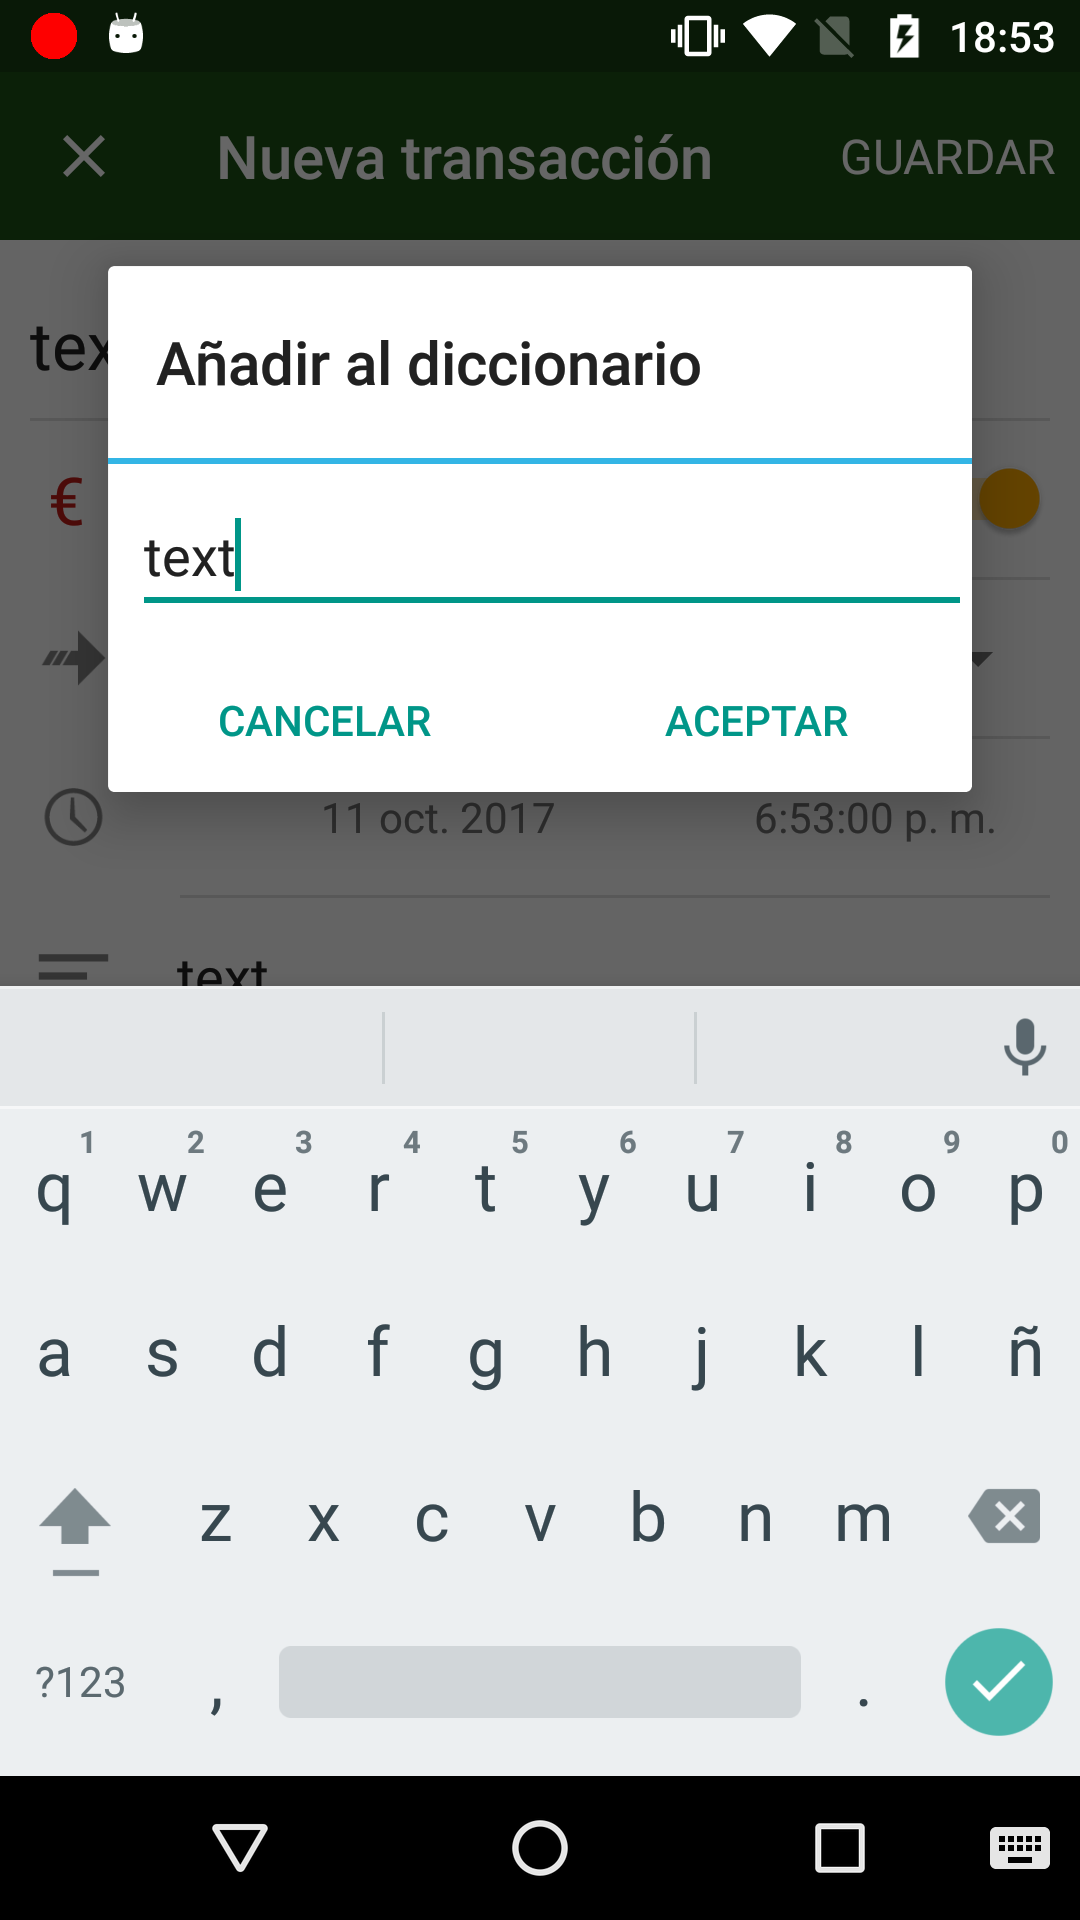 18:53
Nueva transacción GUARDAR
Añadir al diccionario
€
text
CANCELAR ACEPTAR
11 oct. 2017 6:53:00 p. m.
text
1 2 3 4 5 6 7 8 9 0
q w e r t y u i o p
a s d f g h j k l ñ
z x c v b n m
?123 , .